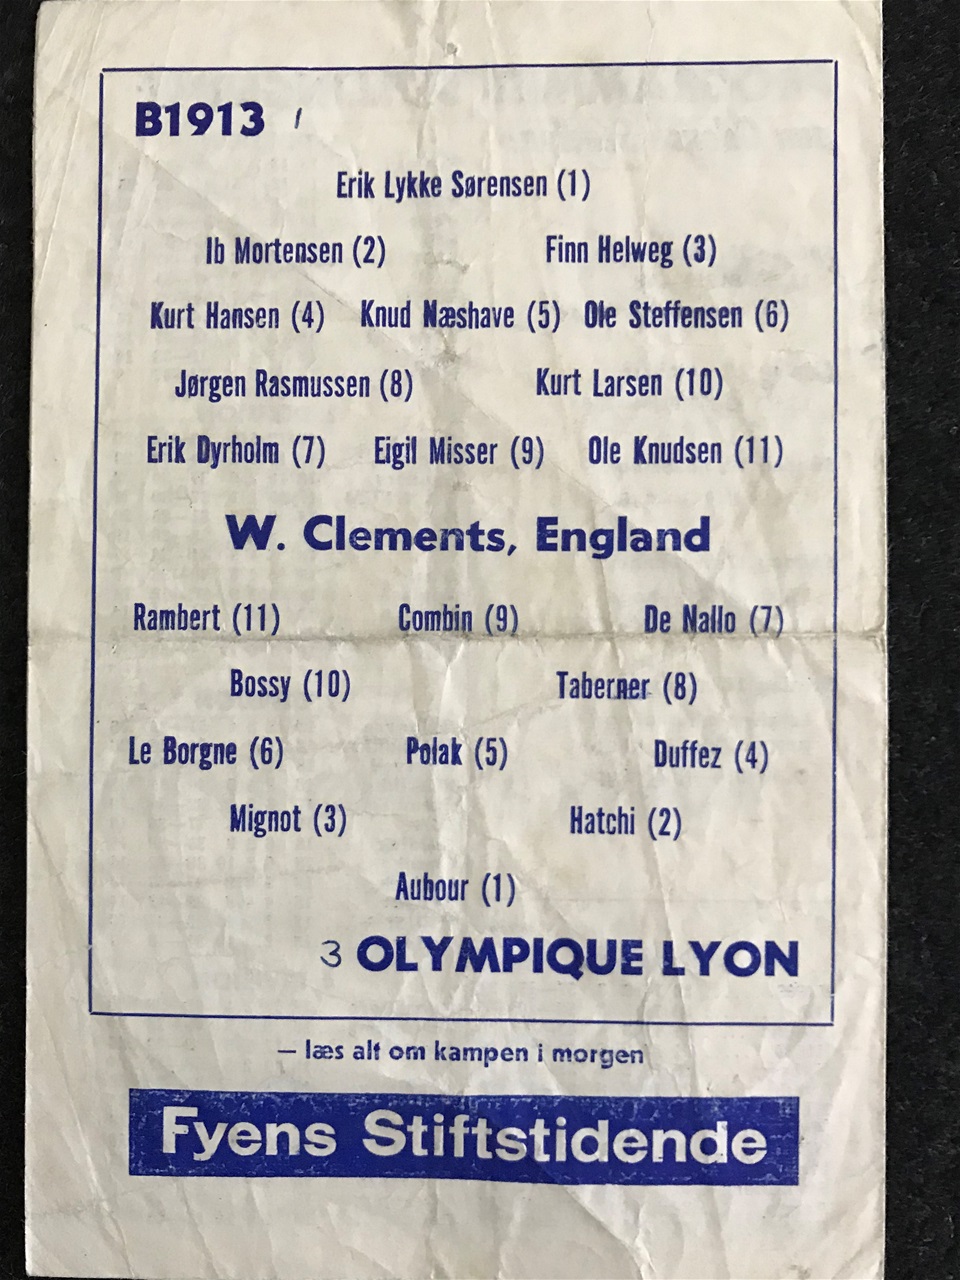 B1913 1
Erik Lykke Sørensen (1)
Ib Mortensen (2) Finn Helweg (3)
Kurt Hansen (4) Knud Næshave (5) Ole Steffensen (6)
Jørgen Rasmussen (8) Kurt Larsen (10)
Erik Dyrholm (7) Eigil Misser (9) Ole Knudsen (11)
W. Clements, England
Rambert (11) Combin (9) De Nallo (7)
Bossy (10) Taberner (8)
Le Borgne (6) Polak (5) Duffez (4)
Mignot (3) Hatchi (2)
Aubour (1)
3 OLYMPIQUE LYON
– læs alt om kampen i morgen
Fyens Stiftstidende